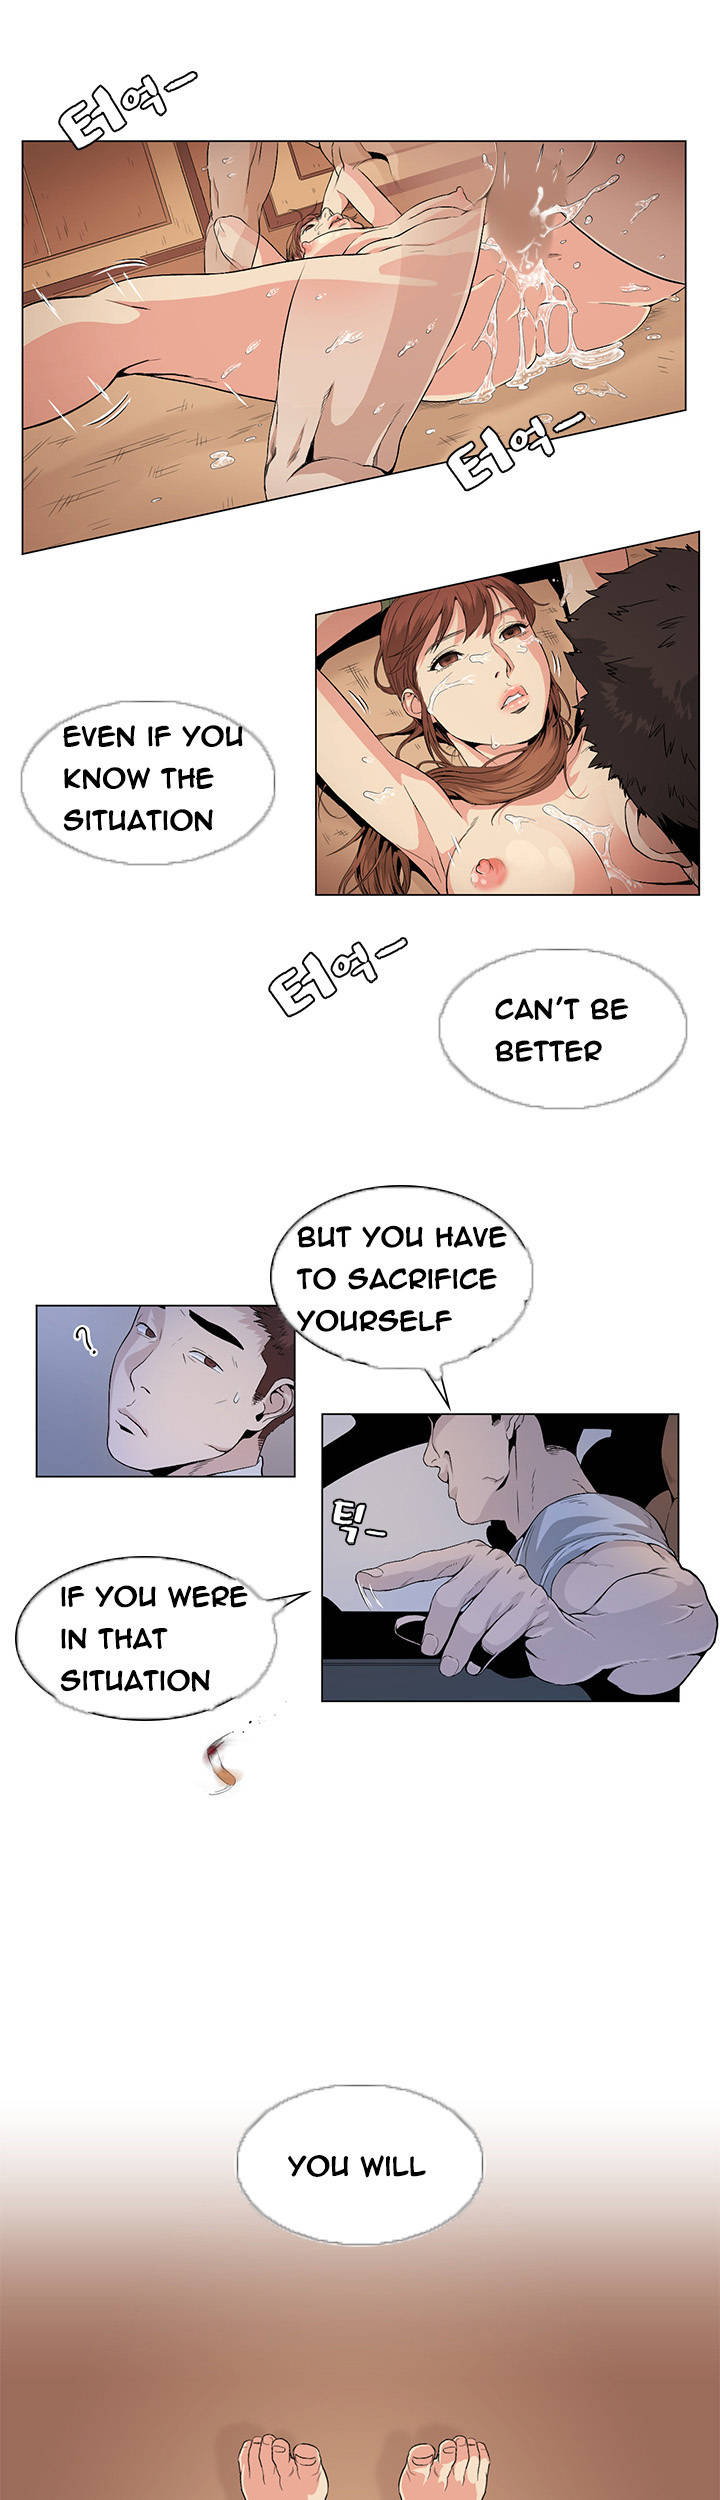 터억-
터억-
EVEN IF YOU
KNOW THE
SITUATION
터억-
CAN'T BE
BETTER
BUT YOU HAVE
TO SACRIFICE
YOURSELF
?
틱-
IF YOU WERE
IN THAT
SITUATION
YOU WILL